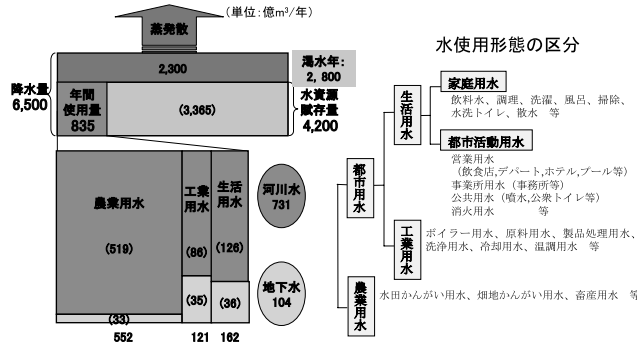 蒸発散
(単位：億m³/年)
2,300
渇水年：
2,800
降水量
6,500
年間
使用量
835
(3,365)
水資源
賦存量
4,200
農業用水
(519)
(33)
552
工業用水
(86)
(35)
121
生活用水
(126)
(36)
162
河川水
731
地下水
104
水使用形態の区分
都市用水
生活用水
家庭用水
飲料水、調理、洗濯、風呂、掃除、
水洗トイレ、散水　等
都市活動用水
営業用水
（飲食店,デパート,ホテル,プール等）
事業所用水（事務所等）
公共用水（噴水,公衆トイレ等）
消火用水　　　　等
工業用水
ボイラー用水、原料用水、製品処理用水、
洗浄用水、冷却用水、温調用水　等
農業用水
水田かんがい用水、畑地かんがい用水、畜産用水　等